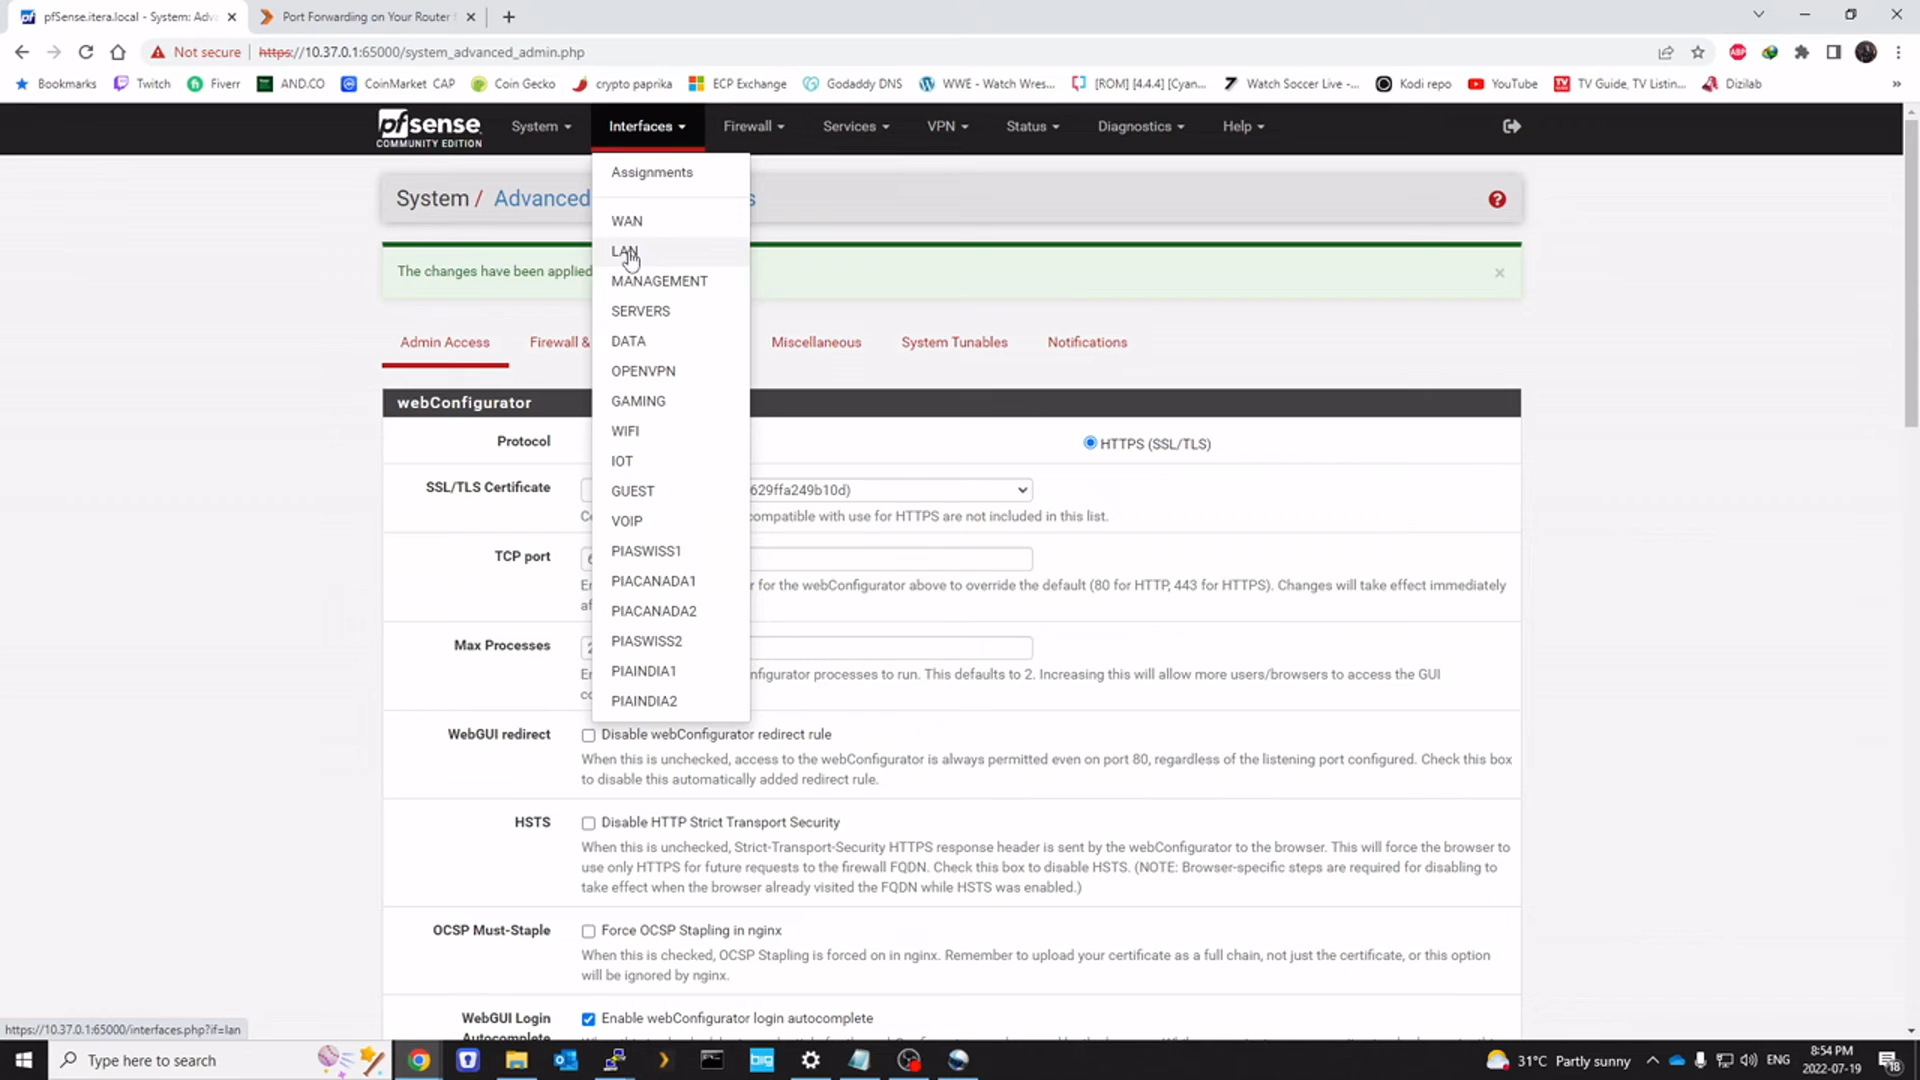 pfSense.itera.local - System: Adva
Port Forwarding on Your Router
Not secure
https://10.37.0.1:65000/system_advanced_admin.php
ABP
Bookmarks
Twitch
Fiverr
AND.CO
CoinMarket CAP
Coin Gecko
crypto paprika
ECP Exchange
Godaddy DNS
WWE - Watch Wres...
[ROM] [4.4.4] [Cyan...
Watch Soccer Live -...
Kodi repo
YouTube
TV Guide, TV Listin...
Dizilab
pfsense
COMMUNITY EDITION
System
Interfaces
Firewall
Services
VPN
Status
Diagnostics
Help
Assignments
WAN
LAN
MANAGEMENT
SERVERS
DATA
OPENVPN
GAMING
WIFI
IOT
GUEST
VOIP
PIASWISS1
PIACANADA1
PIACANADA2
PIASWISS2
PIAINDIA1
PIAINDIA2
System / Advanced s
The changes have been applied
Admin Access
Firewall &
Miscellaneous
System Tunables
Notifications
webConfigurator
Protocol
HTTPS (SSL/TLS)
SSL/TLS Certificate
629ffa249b10d)
compatible with use for HTTPS are not included in this list.
TCP port
for the webConfigurator above to override the default (80 for HTTP, 443 for HTTPS). Changes will take effect immediately
Max Processes
2
nfigurator processes to run. This defaults to 2. Increasing this will allow more users/browsers to access the GUI
WebGUI redirect
Disable webConfigurator redirect rule
When this is unchecked, access to the webConfigurator is always permitted even on port 80, regardless of the listening port configured. Check this box
to disable this automatically added redirect rule.
HSTS
Disable HTTP Strict Transport Security
When this is unchecked, Strict-Transport-Security HTTPS response header is sent by the webConfigurator to the browser. This will force the browser to
use only HTTPS for future requests to the firewall FQDN. Check this box to disable HSTS. (NOTE: Browser-specific steps are required for disabling to
take effect when the browser already visited the FQDN while HSTS was enabled.)
OCSP Must-Staple
Force OCSP Stapling in nginx
When this is checked, OCSP Stapling is forced on in nginx. Remember to upload your certificate as a full chain, not just the certificate, or this option
will be ignored by nginx.
WebGUI Login
Autocomplete
Enable webConfigurator login autocomplete
https://10.37.0.1:65000/interfaces.php?if=lan
Type here to search
31°C Partly sunny
ENG
8:54 PM
2022-07-19
18